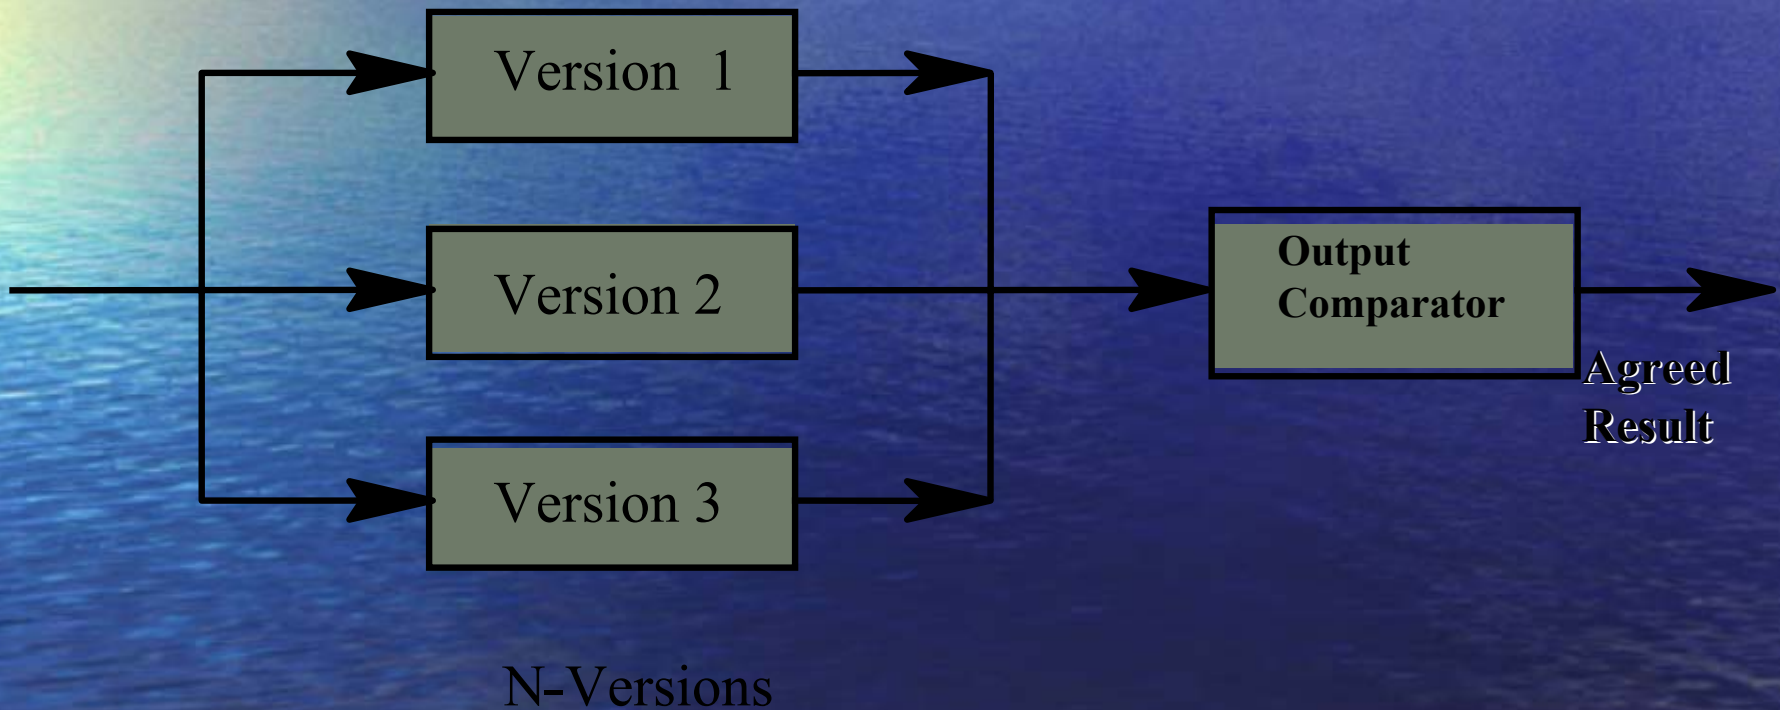 Version 1
Version 2
Output
Comparator
Agreed
Result
Version 3
N-Versions